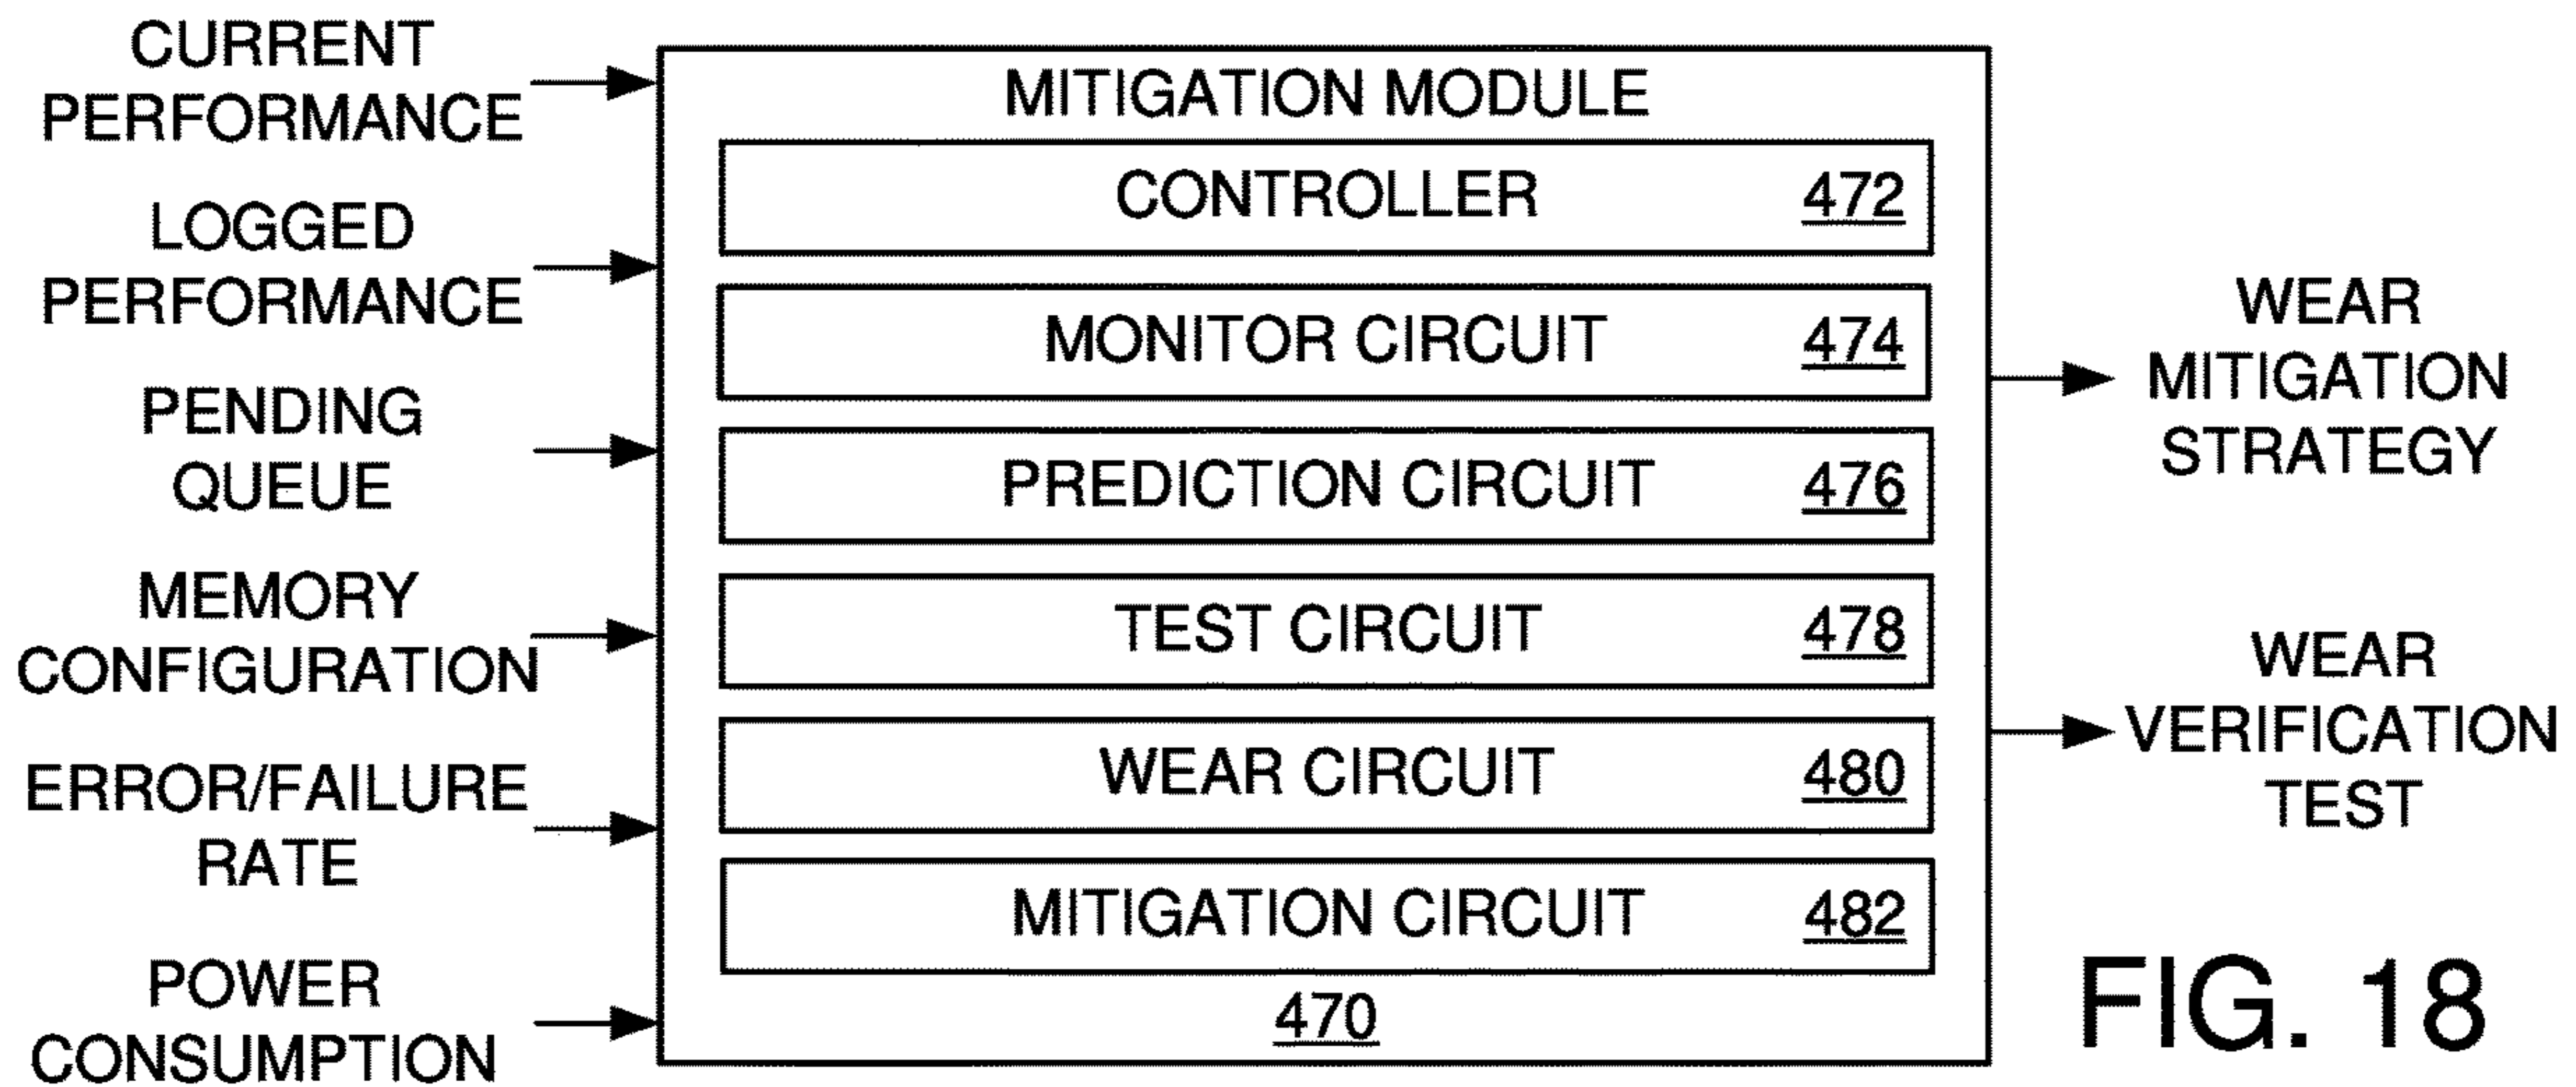 CURRENT
PERFORMANCE
LOGGED
PERFORMANCE
PENDING
QUEUE
MEMORY
CONFIGURATION
ERROR/FAILURE
RATE
POWER
CONSUMPTION
MITIGATION MODULE
CONTROLLER 472
MONITOR CIRCUIT 474
PREDICTION CIRCUIT 476
TEST CIRCUIT 478
WEAR CIRCUIT 480
MITIGATION CIRCUIT 482
470
WEAR
MITIGATION
STRATEGY
WEAR
VERIFICATION
TEST
FIG. 18